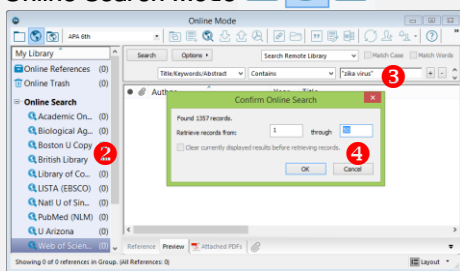 Online Search Mode
Online Mode
APA 6th
My Library
Search Options Search Remote Library Match Case Match Words
Online References (0)
Online Trash (0)
Title/Keywords/Abstract Contains "zika virus"
3
Online Search
Academic On... (0)
Biological Ag... (0)
Boston U Copy (0)
British Library (0)
2
Library of Co... (0)
LISTA (EBSCO) (0)
Natl U of Sin... (0)
PubMed (NLM) (0)
U Arizona (0)
Web of Scien... (0)
Author Year Title
Confirm Online Search
Found 1357 records.
Retrieve records from: 1 through
Clear currently displayed results before retrieving records.
4
OK Cancel
Reference Preview Attached PDFs
Showing 0 of 0 references in Group. (All References: 0)
Layout